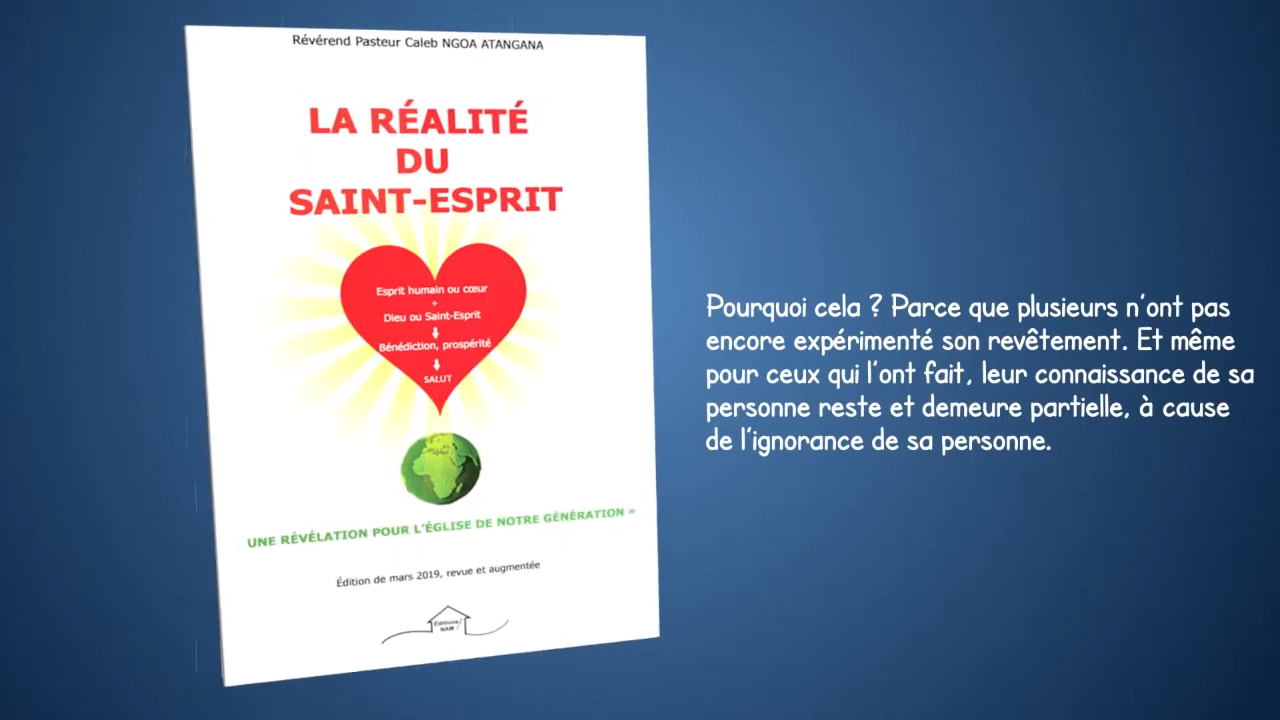 Révérend Pasteur Caleb NGOA ATANGANA
LA RÉALITÉ
DU
SAINT-ESPRIT
Esprit humain ou cœur
+
Dieu ou Saint-Esprit
Bénédiction, prospérité
SALUT
UNE RÉVÉLATION POUR L'ÉGLISE DE NOTRE GÉNÉRATION »
Édition de mars 2019, revue et augmentée
Éditions
NAM
Pourquoi cela ? Parce que plusieurs n'ont pas
encore expérimenté son revêtement. Et même
pour ceux qui l'ont fait, leur connaissance de sa
personne reste et demeure partielle, à cause
de l'ignorance de sa personne.